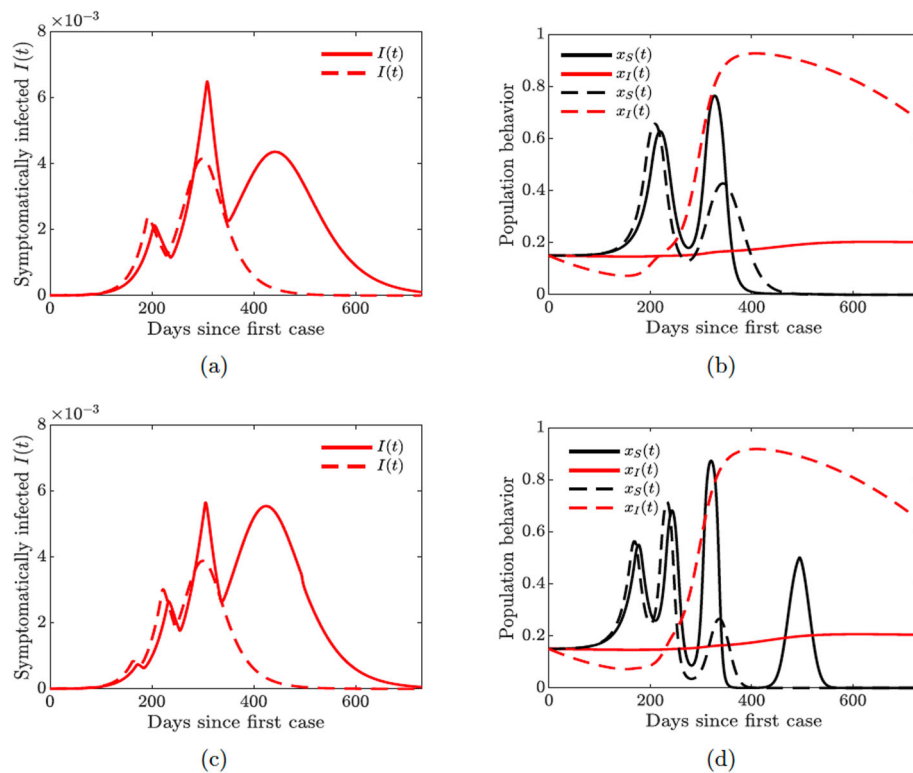 ×10⁻³
8
6
4
2
0
Symptomatically infected I(t)
I(t)
I(t)
0 200 400 600
Days since first case
(a)
1
0.8
0.6
0.4
0.2
0
Population behavior
x_S(t)
x_I(t)
x_S(t)
x_I(t)
0 200 400 600
Days since first case
(b)
×10⁻³
8
6
4
2
0
Symptomatically infected I(t)
I(t)
I(t)
0 200 400 600
Days since first case
(c)
1
0.8
0.6
0.4
0.2
0
Population behavior
x_S(t)
x_I(t)
x_S(t)
x_I(t)
0 200 400 600
Days since first case
(d)